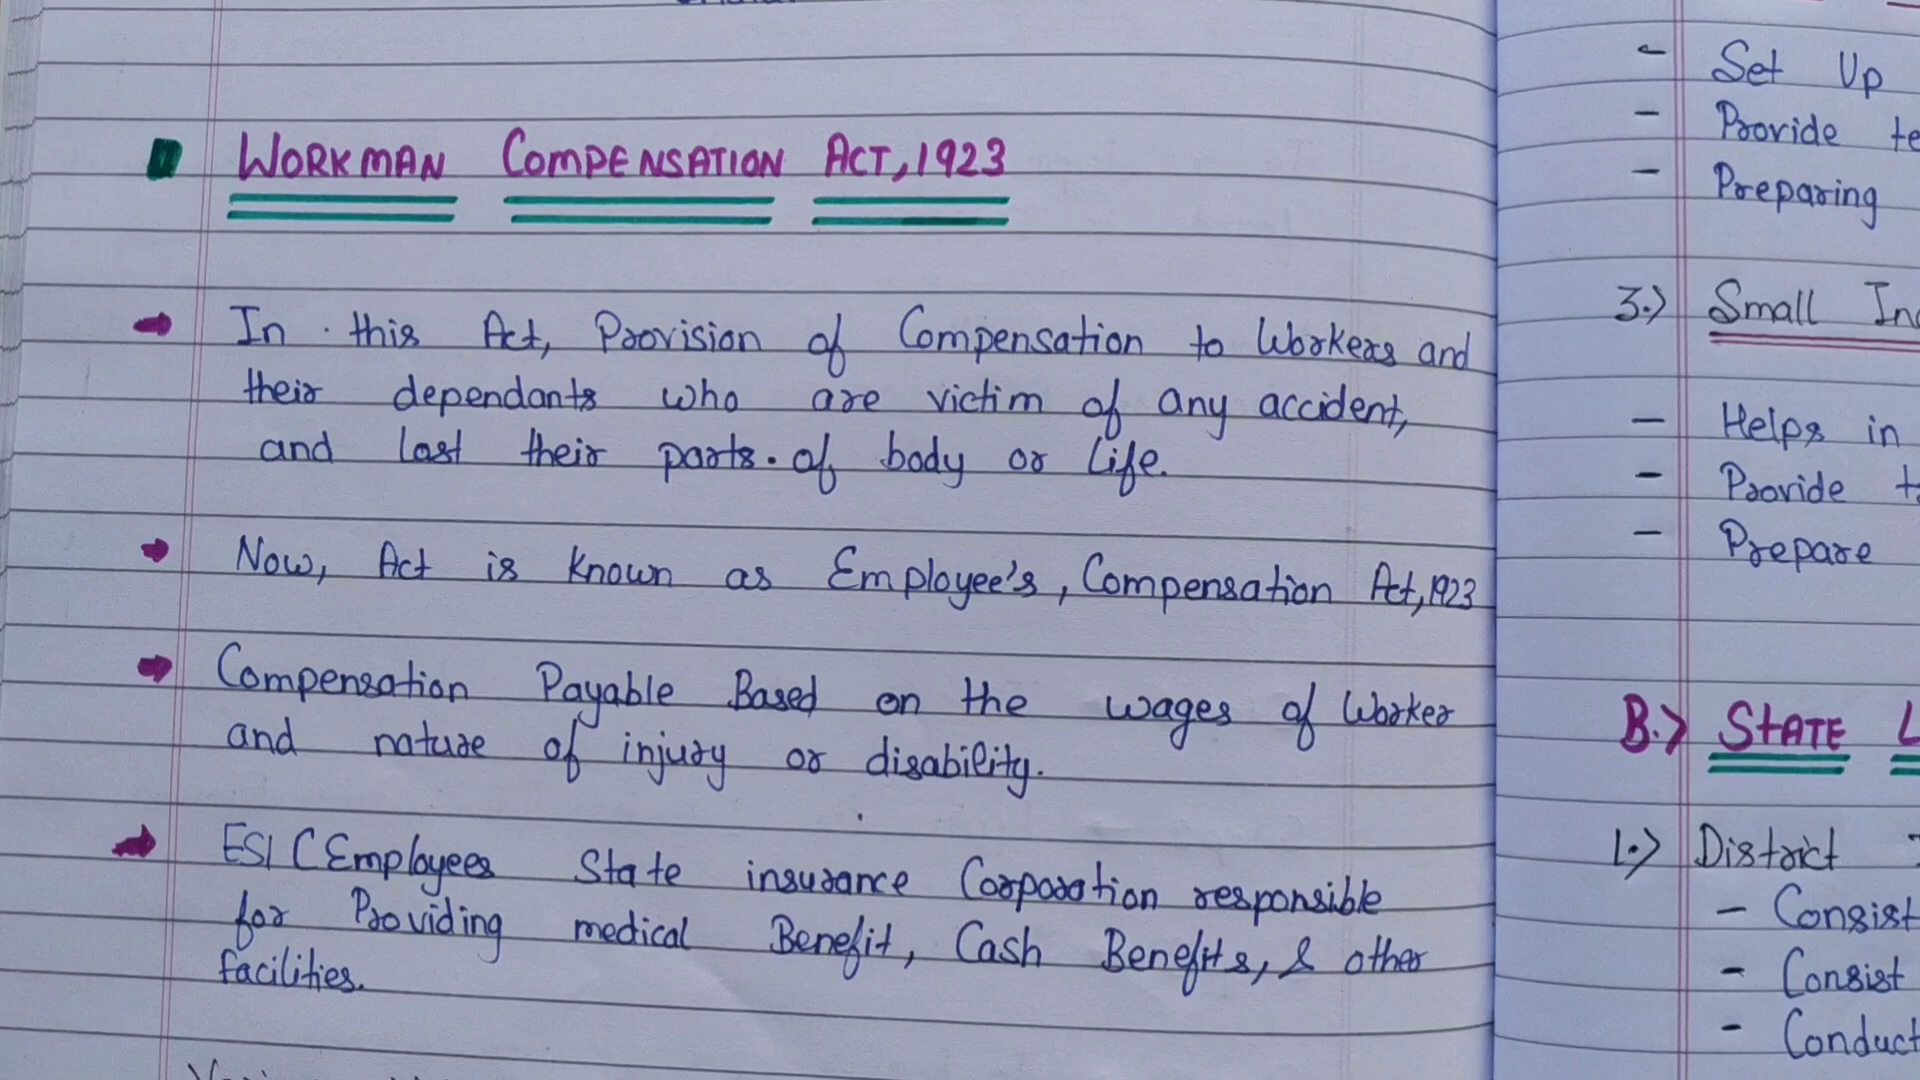 WORKMAN COMPENSATION ACT, 1923
In this Act, Provision of Compensation to Workers and
their dependants who are victim of any accident,
and lost their parts of body or life.
Now, Act is known as Employee's, Compensation Act, 1923
Compensation Payable Based on the wages of Worker
and nature of injury or disability.
ESI C Employees State insurance Corporation responsible
for Providing medical Benefit, Cash Benefits, & other
facilities.
- Set Up
- Provide te
- Preparing
3.) Small In
- Helps in
- Provide t
- Prepare
B.) STATE L
1.) District
- Consist
- Consist
- Conduct